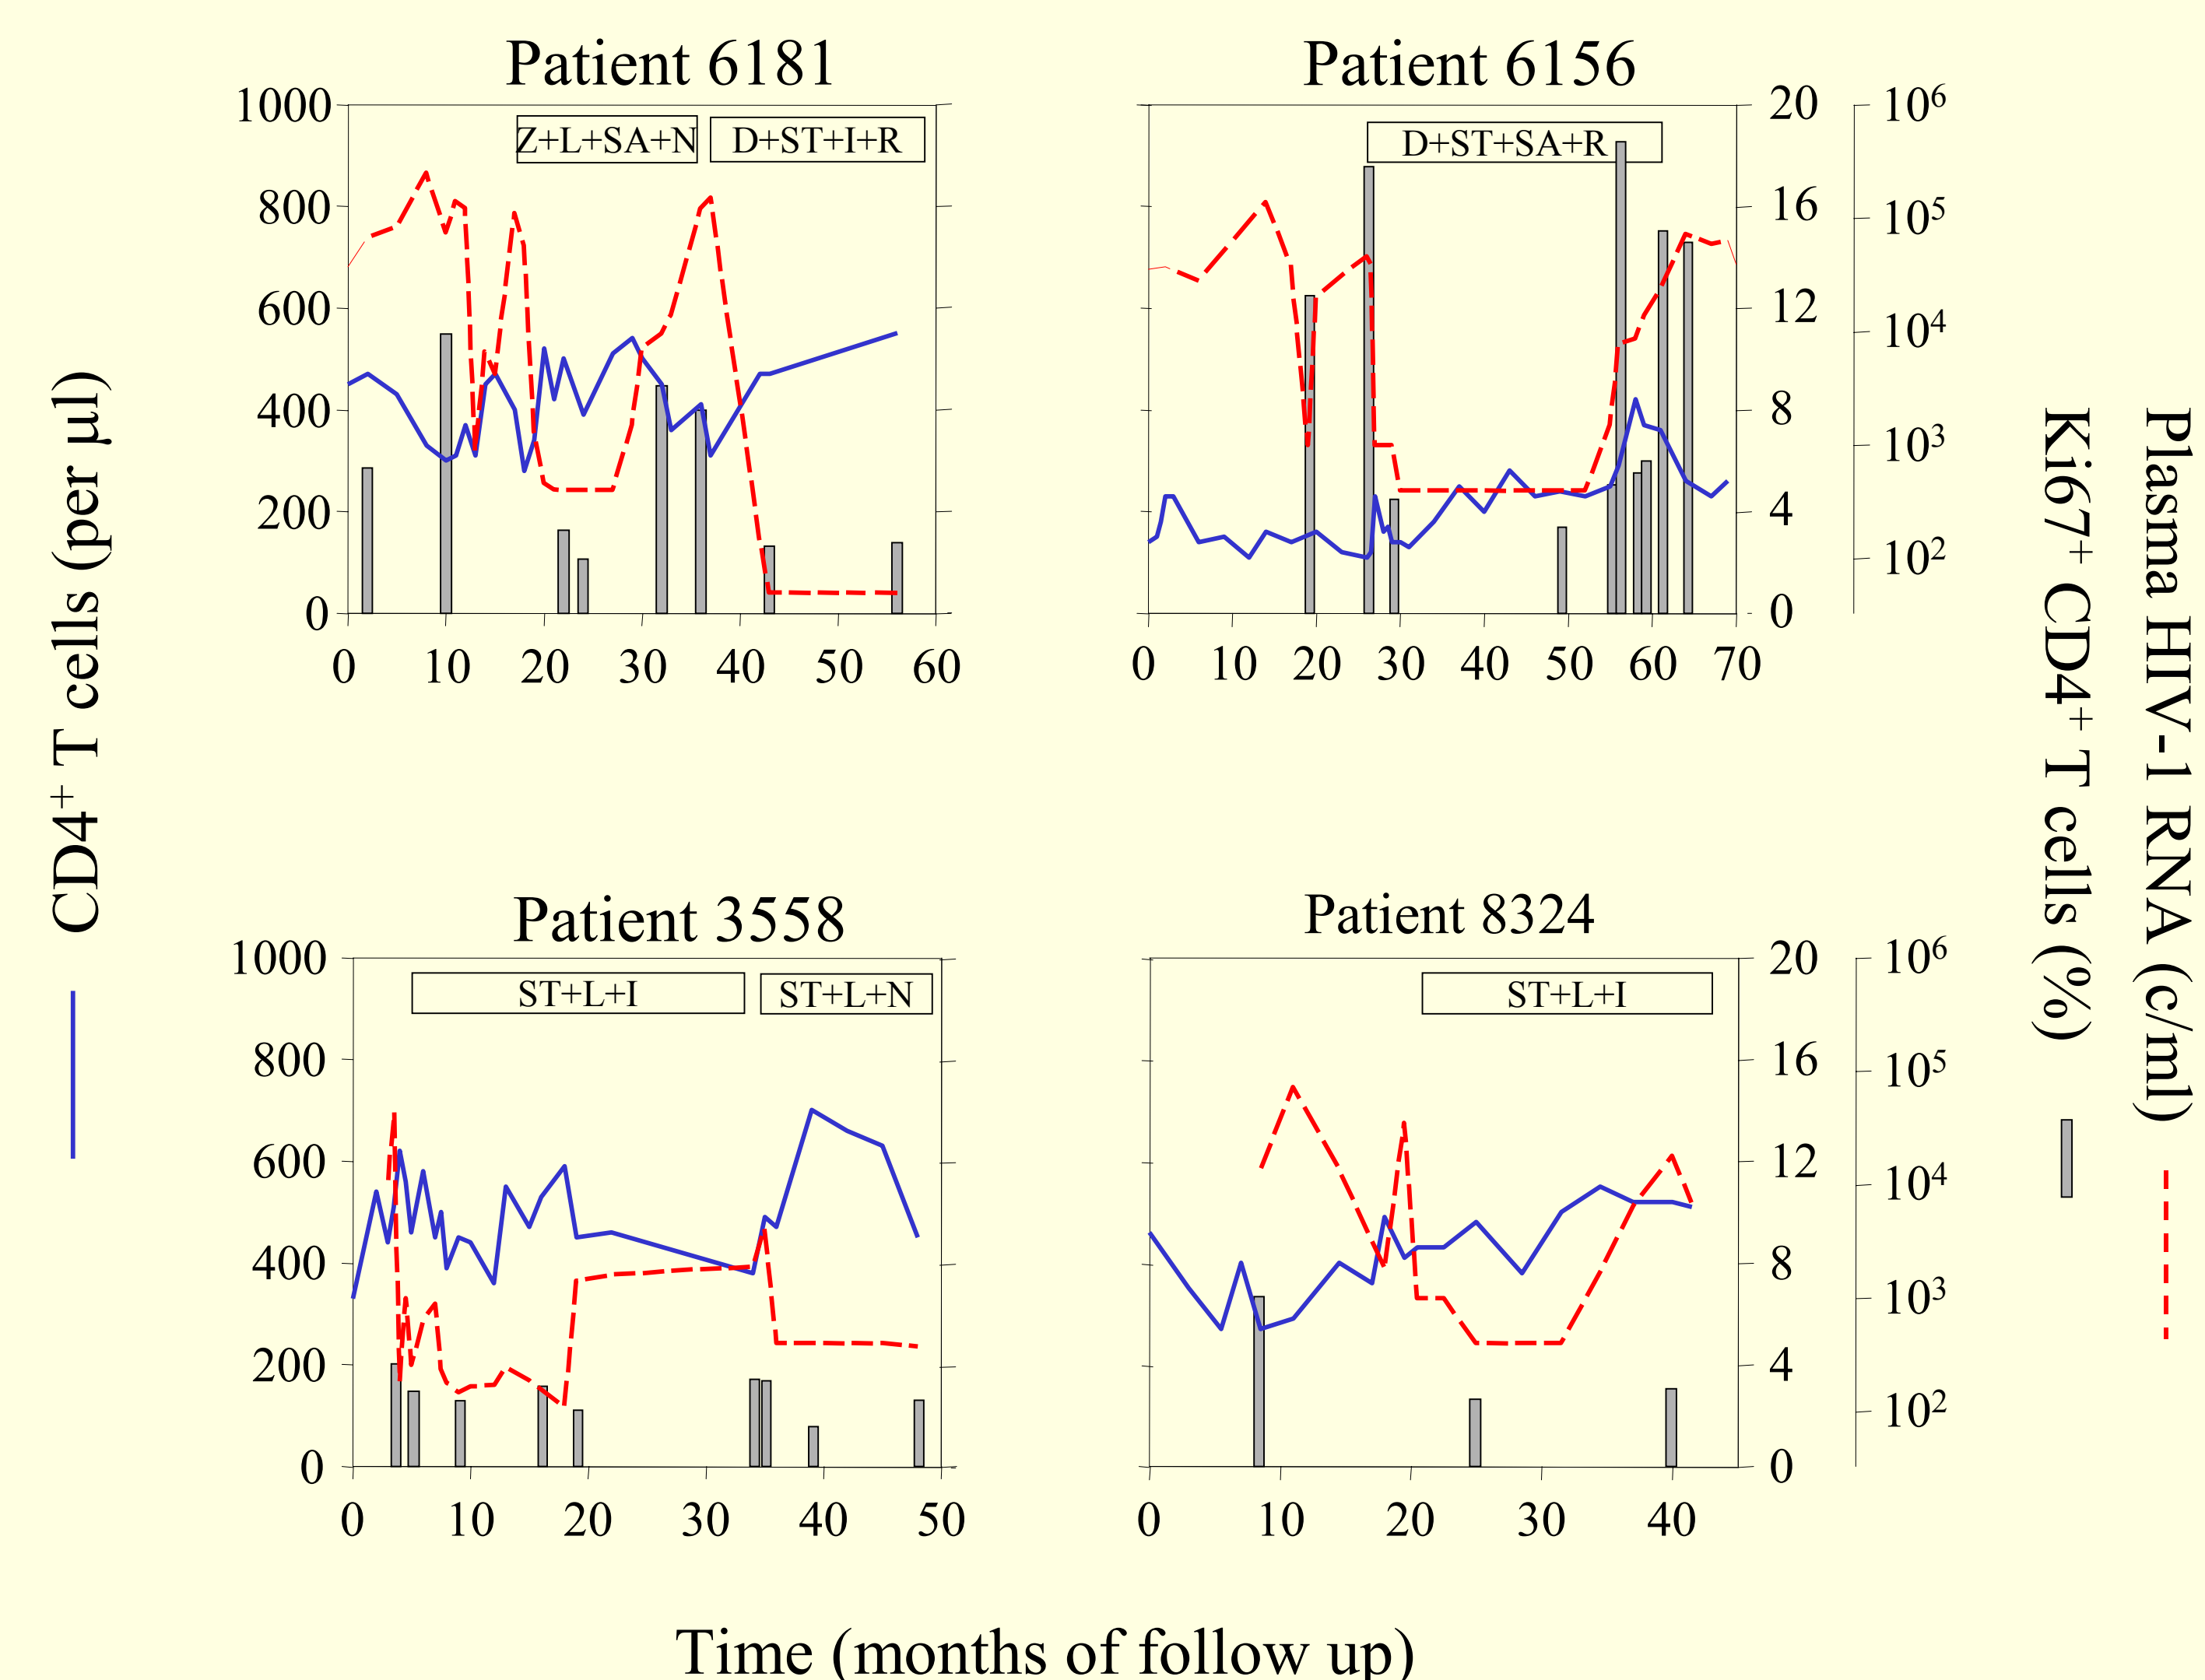 Patient 6181
Patient 6156
1000
800
600
400
200
0
Z+L+SA+N
D+ST+I+R
0 10 20 30 40 50 60
D+ST+SA+R
20
16
12
8
4
0
10⁶
10⁵
10⁴
10³
10²
0 10 20 30 40 50 60 70
CD4⁺ T cells (per µl)
Ki67⁺ CD4⁺ T cells (%)
Plasma HIV-1 RNA (c/ml)
Patient 3558
Patient 8324
1000
800
600
400
200
0
ST+L+I
ST+L+N
0 10 20 30 40 50
ST+L+I
20
16
12
8
4
0
10⁶
10⁵
10⁴
10³
10²
0 10 20 30 40
Time (months of follow up)